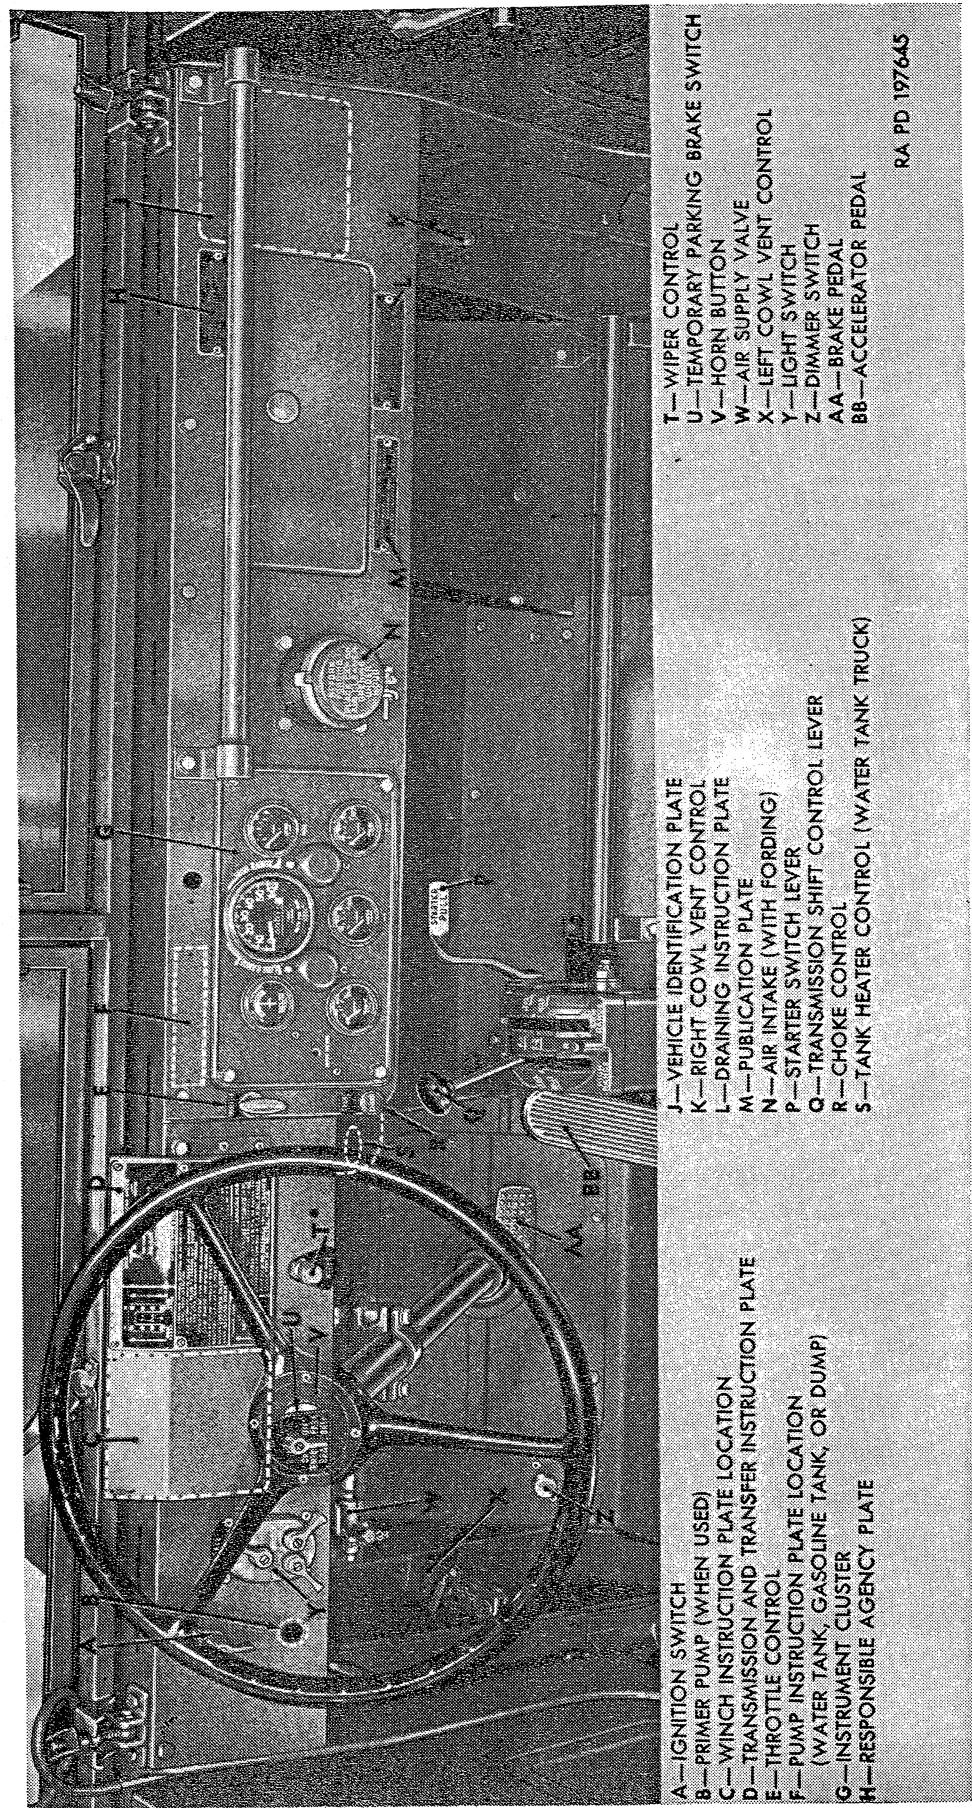 A—IGNITION SWITCH
B—PRIMER PUMP (WHEN USED)
C—WINCH INSTRUCTION PLATE LOCATION
D—TRANSMISSION AND TRANSFER INSTRUCTION PLATE
E—THROTTLE CONTROL
F—PUMP INSTRUCTION PLATE LOCATION
(WATER TANK, GASOLINE TANK, OR DUMP)
G—INSTRUMENT CLUSTER
H—RESPONSIBLE AGENCY PLATE
J—VEHICLE IDENTIFICATION PLATE
K—RIGHT COWL VENT CONTROL
L—DRAINING INSTRUCTION PLATE
M—PUBLICATION PLATE
N—AIR INTAKE (WITH FORDING)
P—STARTER SWITCH LEVER
Q—TRANSMISSION SHIFT CONTROL LEVER
R—CHOKE CONTROL
S—TANK HEATER CONTROL (WATER TANK TRUCK)
T—WIPER CONTROL
U—TEMPORARY PARKING BRAKE SWITCH
V—HORN BUTTON
W—AIR SUPPLY VALVE
X—LEFT COWL VENT CONTROL
Y—LIGHT SWITCH
Z—DIMMER SWITCH
AA—BRAKE PEDAL
BB—ACCELERATOR PEDAL
RA PD 197645
A
B
C
D
E
F
G
H
J
K
L
M
N
P
STARTER
PULL
Q
R
S
T
U
V
W
X
Y
Z
AA
BB